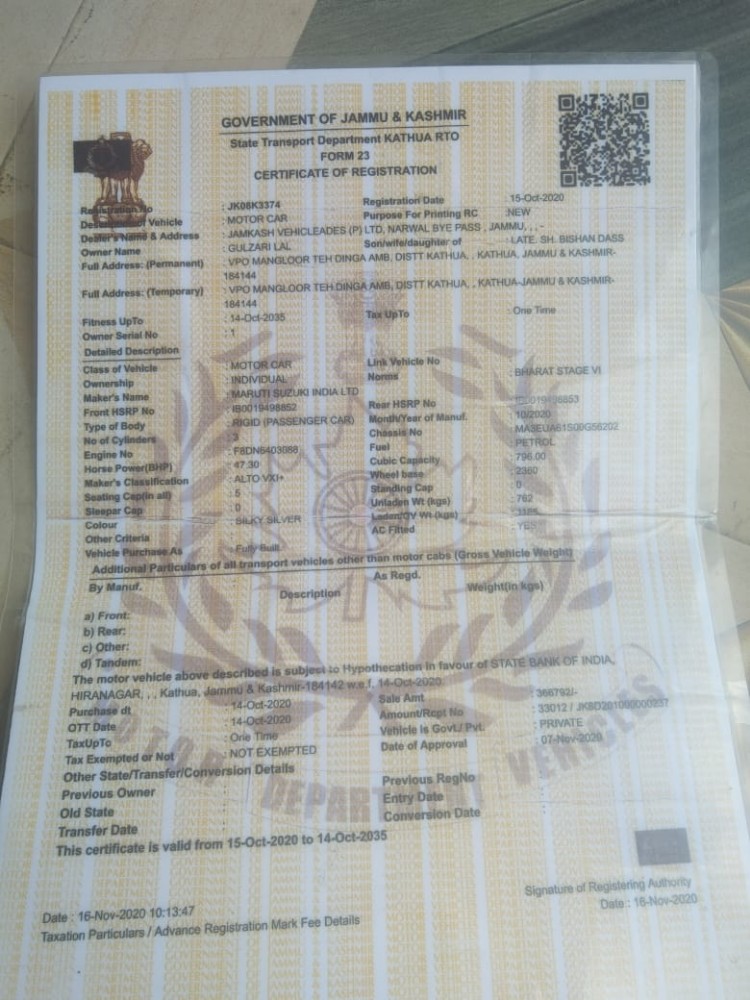 GOVERNMENT OF JAMMU & KASHMIR
State Transport Department KATHUA RTO
FORM 23
CERTIFICATE OF REGISTRATION
Registration No : JK08K3374 Registration Date : 15-Oct-2020
Vehicle : MOTOR CAR Purpose For Printing RC :NEW
Dealer's Name & Address : JAMKASH VEHICLEADES (P) LTD, NARWAL BYE PASS , JAMMU, , , -
Owner Name : GULZARI LAL Son/wife/daughter of : LATE. SH. BISHAN DASS
Full Address: (Permanent) : VPO MANGLOOR TEH DINGA AMB, DISTT KATHUA, , KATHUA, JAMMU & KASHMIR-
184144
Full Address: (Temporary) : VPO MANGLOOR TEH DINGA AMB, DISTT KATHUA, , KATHUA-JAMMU & KASHMIR-
184144
Fitness UpTo : 14-Oct-2035 Tax UpTo : One Time
Owner Serial No : 1
Detailed Description
Class of Vehicle : MOTOR CAR Link Vehicle No
Ownership : INDIVIDUAL Norms : BHARAT STAGE VI
Maker's Name : MARUTI SUZUKI INDIA LTD
Front HSRP No : IB0019498852 Rear HSRP No
Type of Body : RIGID (PASSENGER CAR) Month/Year of Manuf. : 10/2020
No of Cylinders : 3 Chassis No
Engine No Fuel : PETROL
Horse Power(BHP) : 47.30 Cubic Capacity : 796.00
Maker's Classification : ALTO VXI+ Wheel base : 2360
Seating Cap(in all) : 5 Standing Cap : 0
Sleepar Cap : 0 Unladen Wt (kgs) : 762
Colour : SILKY SILVER Laden/GV Wt (kgs)
Other Criteria AC Fitted : YES
Vehicle Purchase As : Fully Built
Additional Particulars of all transport vehicles other than motor cabs (Gross Vehicle Weight)
By Manuf. As Regd.
Description Weight(in kgs)
a) Front:
b) Rear:
c) Other:
d) Tandem:
The motor vehicle above described is subject to Hypothecation in favour of STATE BANK OF INDIA,
HIRANAGAR, , , Kathua, Jammu & Kashmir-184142 w.e.f. 14-Oct-2020.
Purchase dt : 14-Oct-2020 Sale Amt : 366792/-
OTT Date : 14-Oct-2020 Amount/Rcpt No : 33012 / JK8D201000000237
TaxUpTo : One Time Vehicle is Govt./ Pvt. : PRIVATE
Tax Exempted or Not : NOT EXEMPTED Date of Approval : 07-Nov-2020
Other State/Transfer/Conversion Details
Previous Owner Previous RegNo
Old State Entry Date
Transfer Date Conversion Date
This certificate is valid from 15-Oct-2020 to 14-Oct-2035
MOTOR VEHICLES DEPARTMENT
Signature of Registering Authority
Date : 16-Nov-2020 10:13:47 Date : 16-Nov-2020
Taxation Particulars / Advance Registration Mark Fee Details